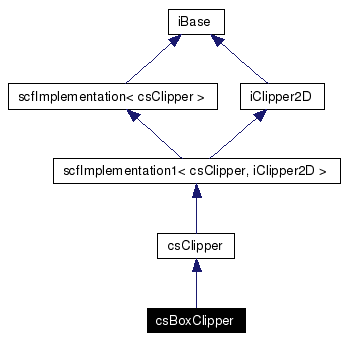 iBase
scfImplementation< csClipper >
iClipper2D
scfImplementation1< csClipper, iClipper2D >
csClipper
csBoxClipper